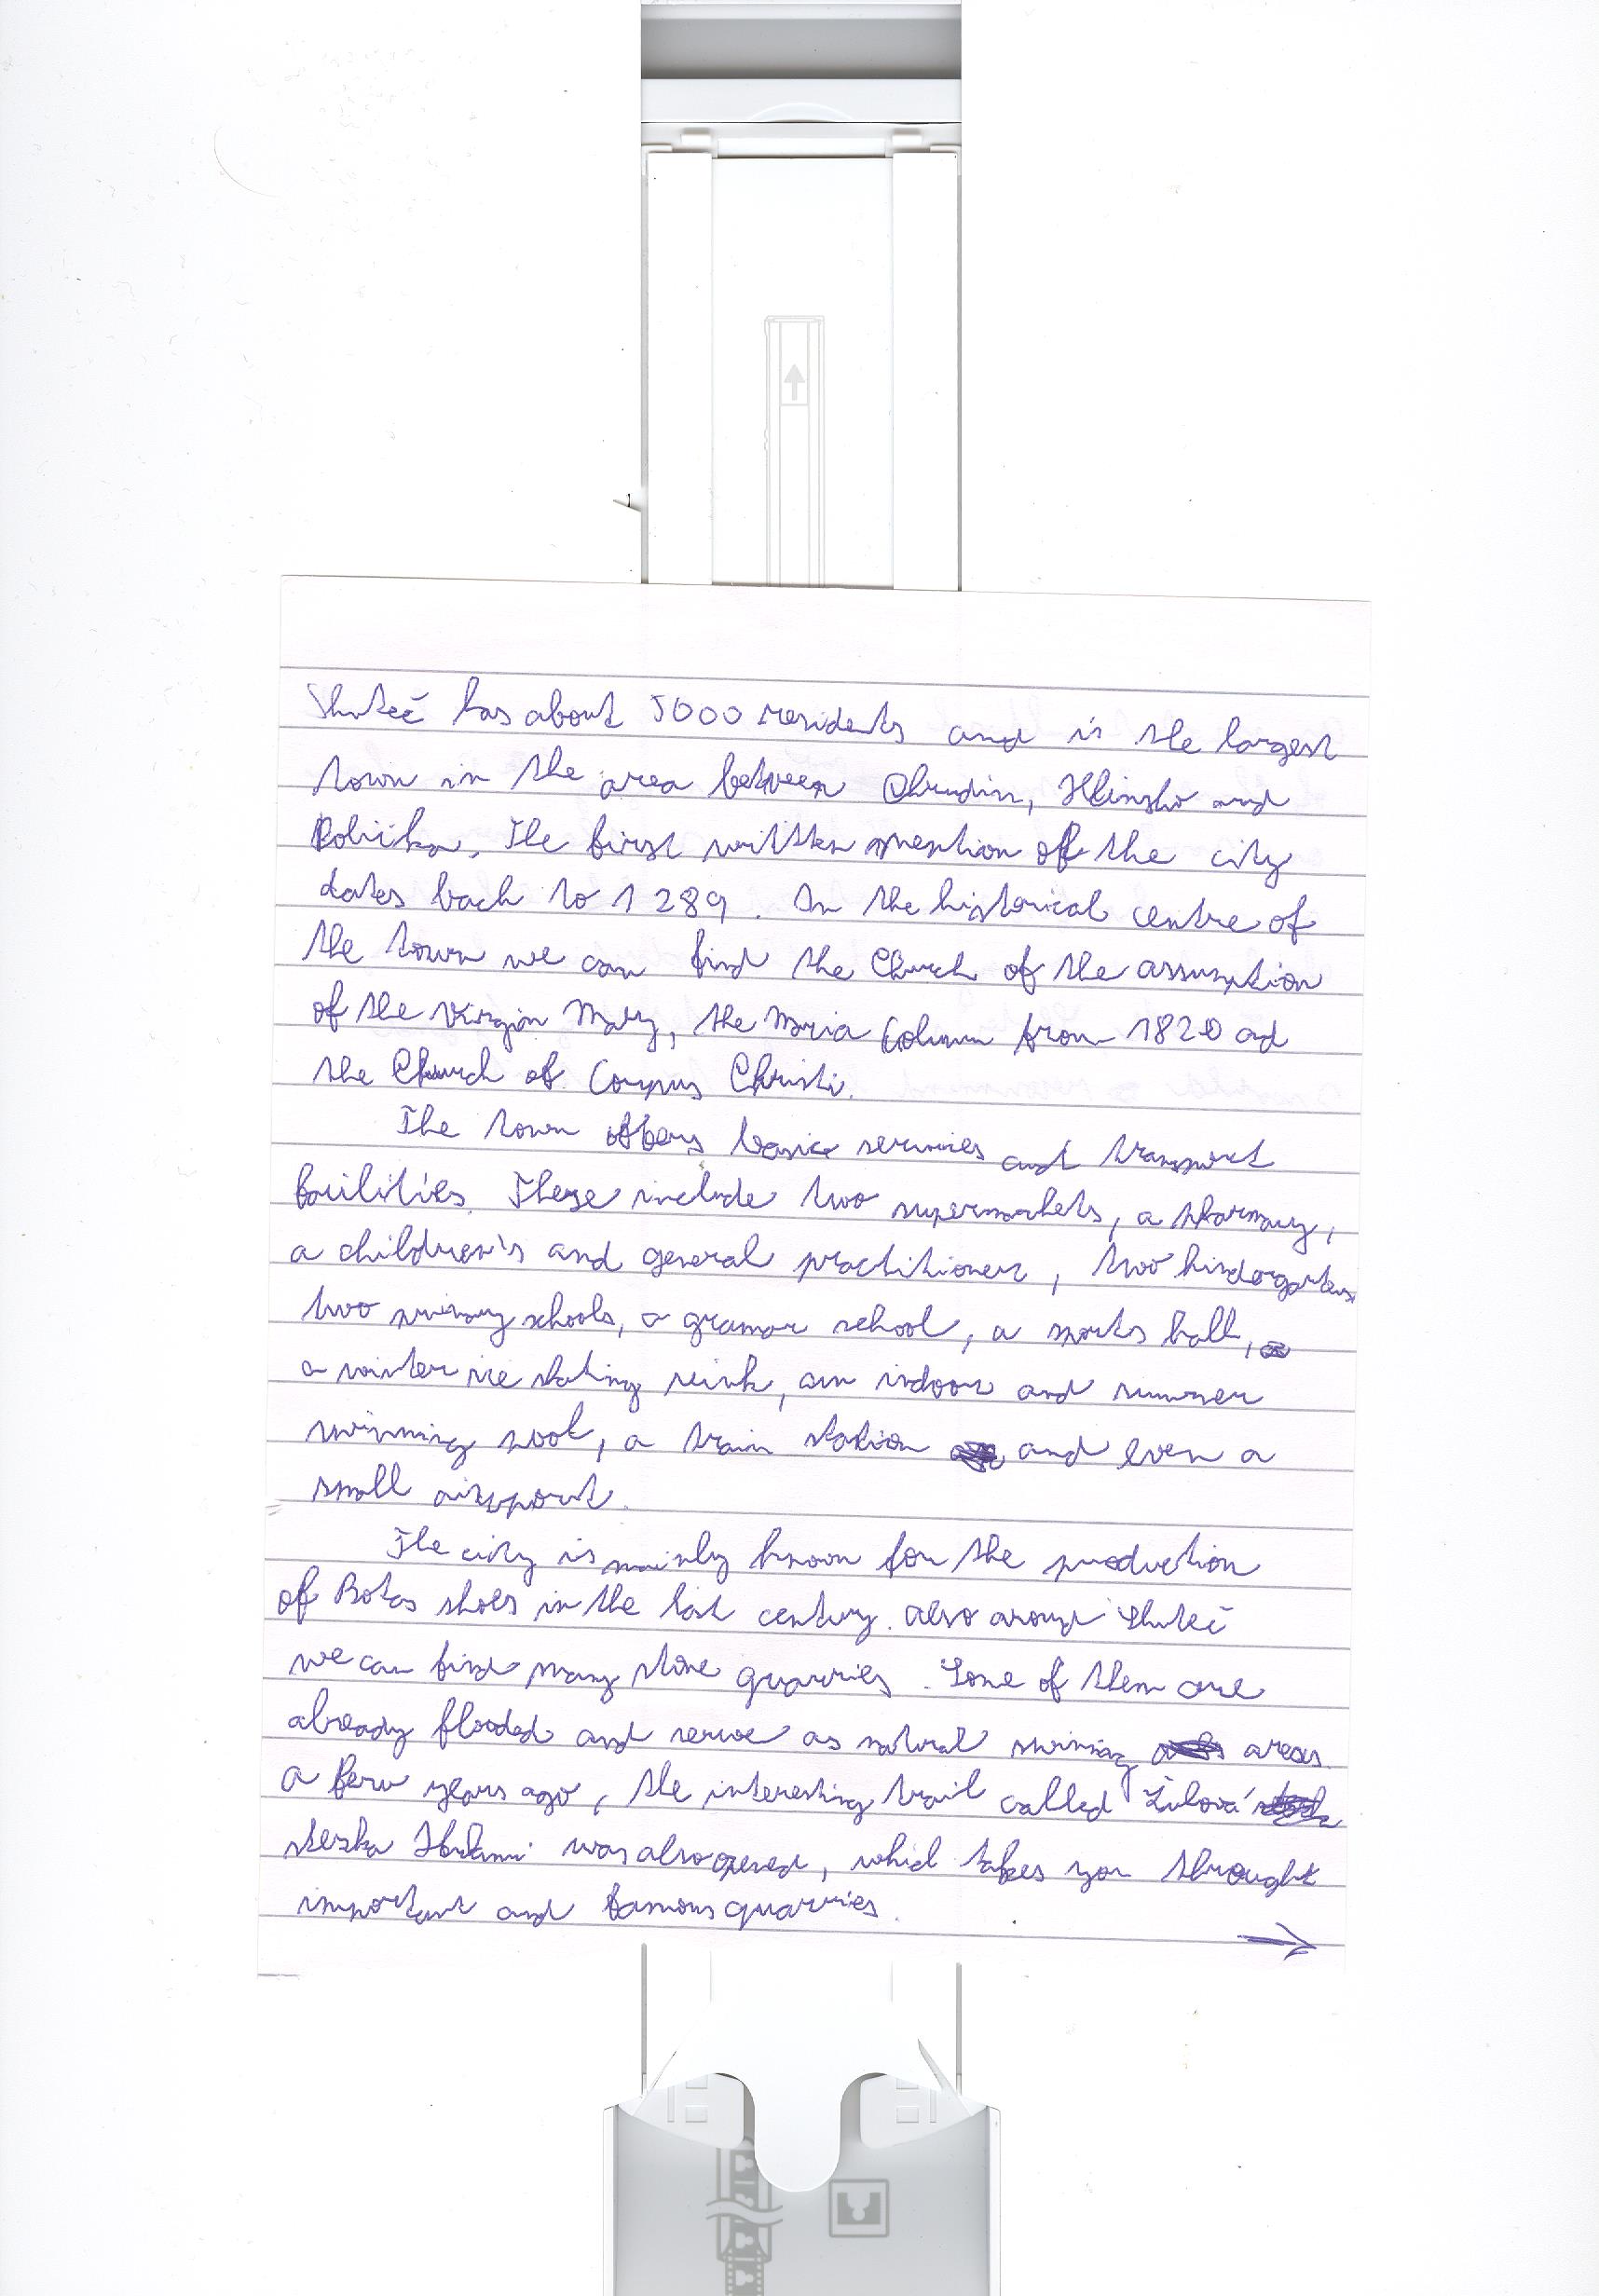 Skuteč has about 5000 residents and is the largest
town in the area between Chrudim, Hlinsko and
Polička. The first written mention of the city
dates back to 1289. In the historical centre of
the town we can find the Church of the assumption
of the Virgin Mary, the Maria Column from 1820 ad
the Church of Corpus Christi.
The town offers basic services and transport
facilities. These include two supermarkets, a pharmacy,
a children's and general practitioner, two kindergartens
two primary schools, a gramar school, a sports hall,
a winter ice skating rink, am indoor and summer
swimming pool, a train station and even a
small airport.
The city is mainly known for the production
of Botas shoes in the last century. Also around Skuteč
we can find many stone quarries. Some of them are
already flooded and serve as natural swiming areas.
A few years ago, the interesting trail called Žulová
stezka Horkami was also opened, which takes you throught
important and famous quarries.
→